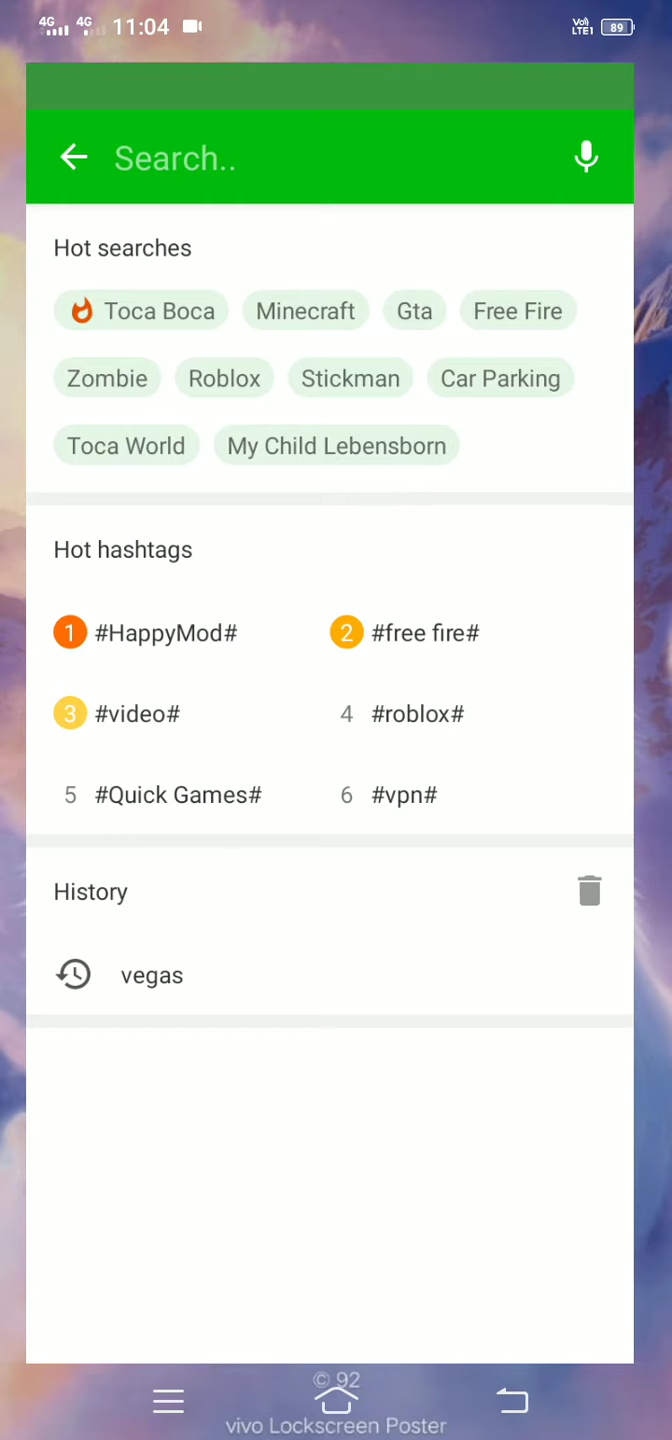 4G 4G 11:04 Vo) LTE1 89
Search..
Hot searches
Toca Boca Minecraft Gta Free Fire
Zombie Roblox Stickman Car Parking
Toca World My Child Lebensborn
Hot hashtags
1 #HappyMod# 2 #free fire#
3 #video# 4 #roblox#
5 #Quick Games# 6 #vpn#
History
vegas
© 92
vivo Lockscreen Poster